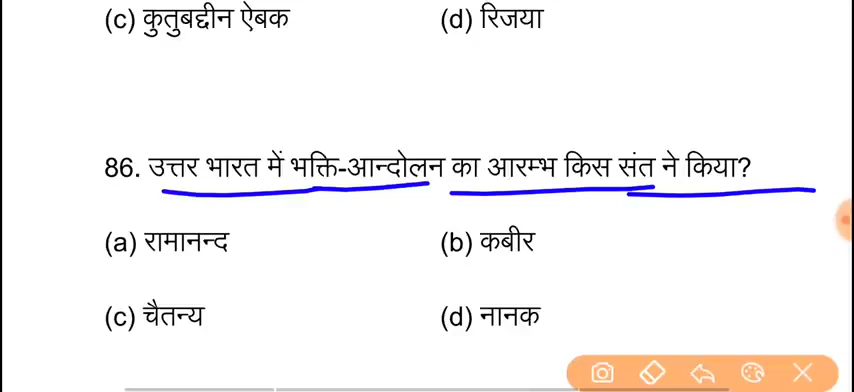 (c) कुतुबद्दीन ऐबक (d) रिजया
86. उत्तर भारत में भक्ति-आन्दोलन का आरम्भ किस संत ने किया?
(a) रामानन्द (b) कबीर
(c) चैतन्य (d) नानक